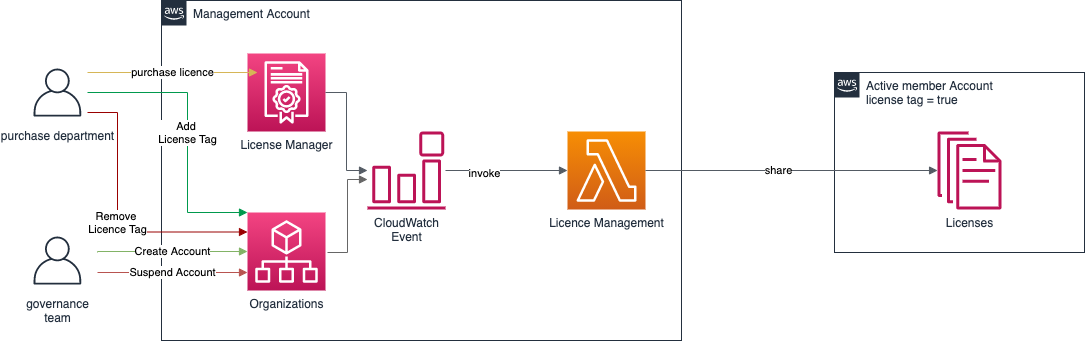 aws
Management Account
purchase licence
purchase department
Add
License Tag
License Manager
aws
Active member Account
license tag = true
invoke
share
CloudWatch
Event
Licence Management
Licenses
Remove
Licence Tag
Create Account
Suspend Account
governance
team
Organizations